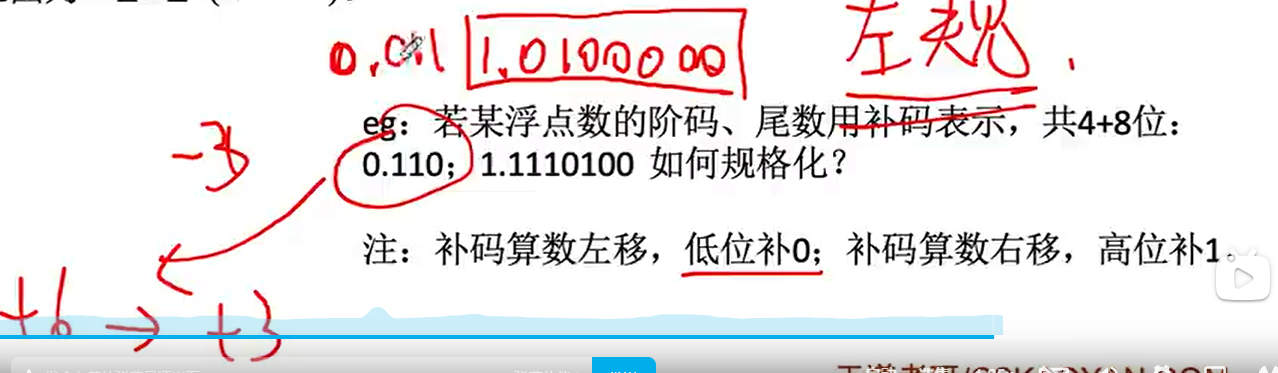 0.011 1.0100000 左规.
eg：若某浮点数的阶码、尾数用补码表示，共4+8位：
-3
0.110；1.1110100 如何规格化？
注：补码算数左移，低位补0；补码算数右移，高位补1.
+6 → +3